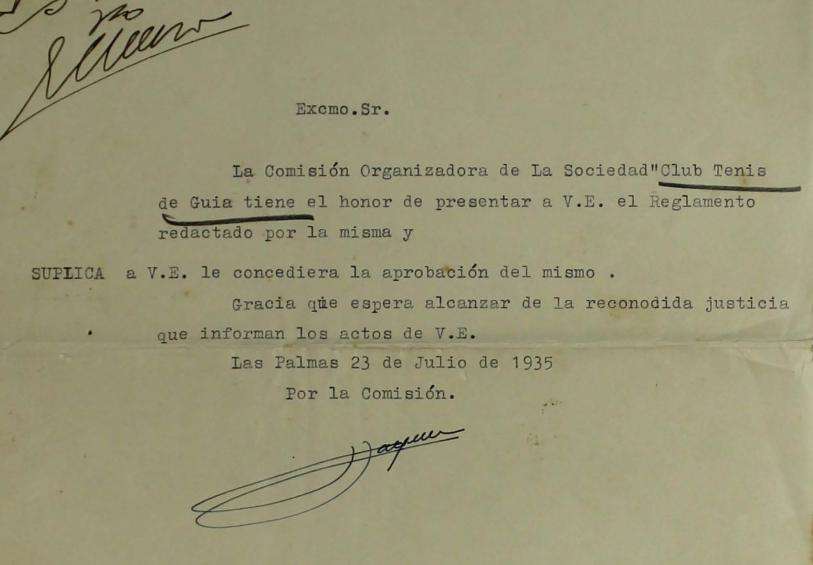 Excmo.Sr.
La Comisión Organizadora de La Sociedad"Club Tenis
de Guia tiene el honor de presentar a V.E. el Reglamento
redactado por la misma y
SUPLICA a V.E. le concediera la aprobación del mismo .
Gracia que espera alcanzar de la reconodida justicia
que informan los actos de V.E.
Las Palmas 23 de Julio de 1935
Por la Comisión.